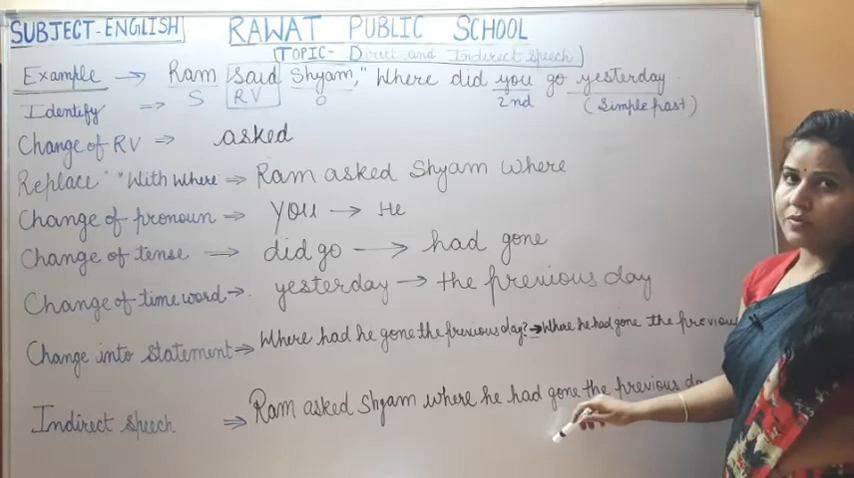 SUBJECT-ENGLISH RAWAT PUBLIC SCHOOL
(TOPIC- Direct and Indirect speech)
Example → Ram Said Shyam," Where did you go yesterday
Identify ⇒ S RV O 2nd (Simple past)
Change of RV ⇒ asked
Replace " "With Where ⇒ Ram asked Shyam where
Change of pronoun ⇒ YOU → He
Change of tense ⇒ did go → had gone
Change of time word → yesterday → the previous day
Change into statement ⇒ Where had he gone the previous day? → Where he had gone the previous
Indirect speech ⇒ Ram asked Shyam where he had gone the previous